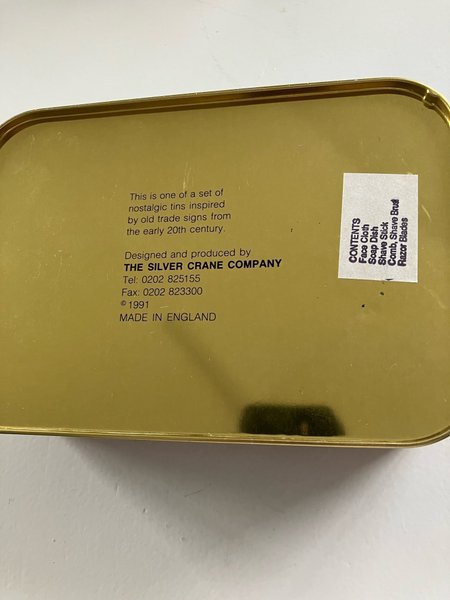 This is one of a set of
nostalgic tins inspired
by old trade signs from
the early 20th century.
Designed and produced by
THE SILVER CRANE COMPANY
Tel: 0202 825155
Fax: 0202 823300
© 1991
MADE IN ENGLAND
CONTENTS
Face Cloth
Soap Dish
Shave Stick
Comb, Shave Brush
Razor Blades